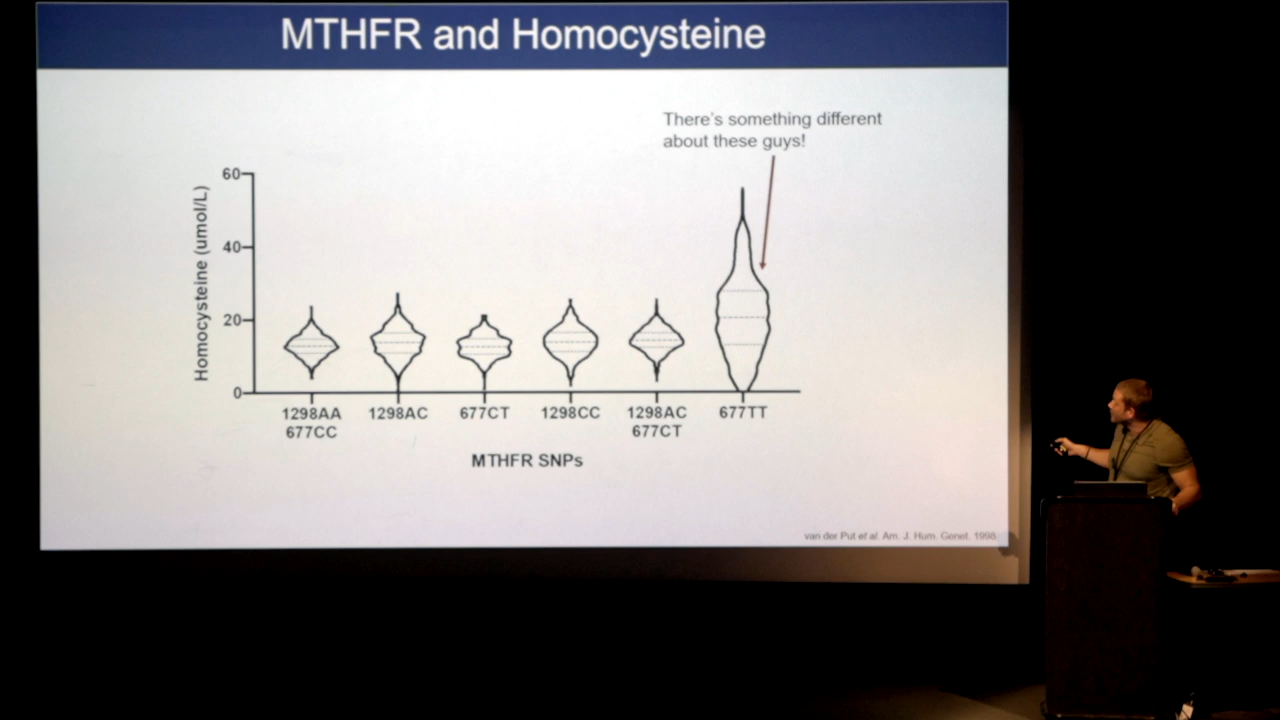 MTHFR and Homocysteine
There's something different
about these guys!
60
40
20
0
Homocysteine (umol/L)
1298AA
677CC
1298AC
677CT
1298CC
1298AC
677CT
677TT
MTHFR SNPs
van der Put et al. Am. J. Hum. Genet. 1998